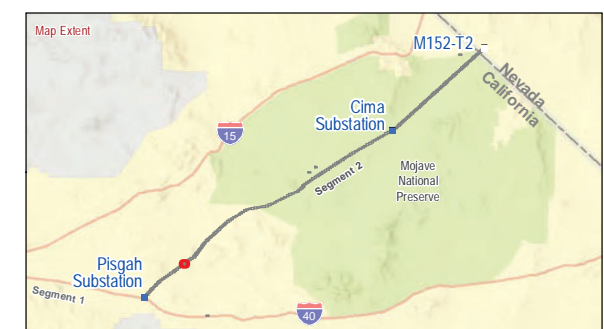 Map Extent
M152-T2
Nevada
California
Cima
Substation
15
Mojave
National
Preserve
Segment 2
Pisgah
Substation
Segment 1
40